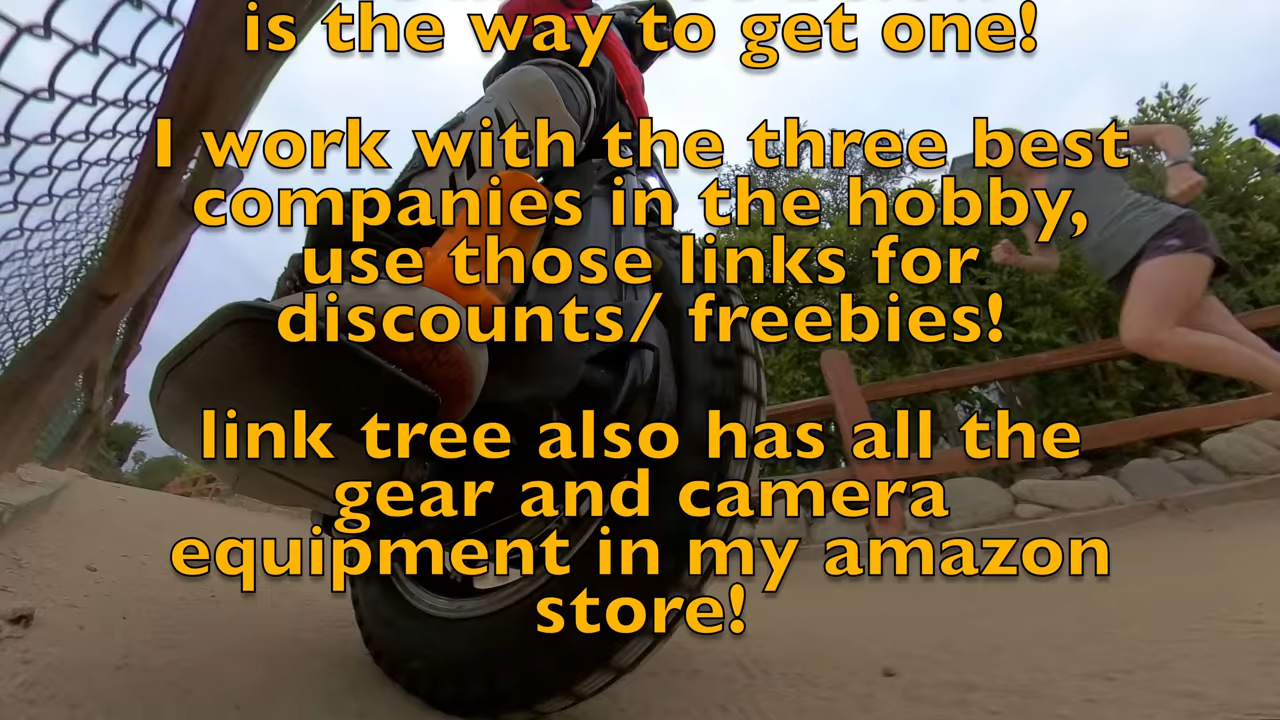 is the way to get one!
I work with the three best
companies in the hobby,
use those links for
discounts/ freebies!
link tree also has all the
gear and camera
equipment in my amazon
store!